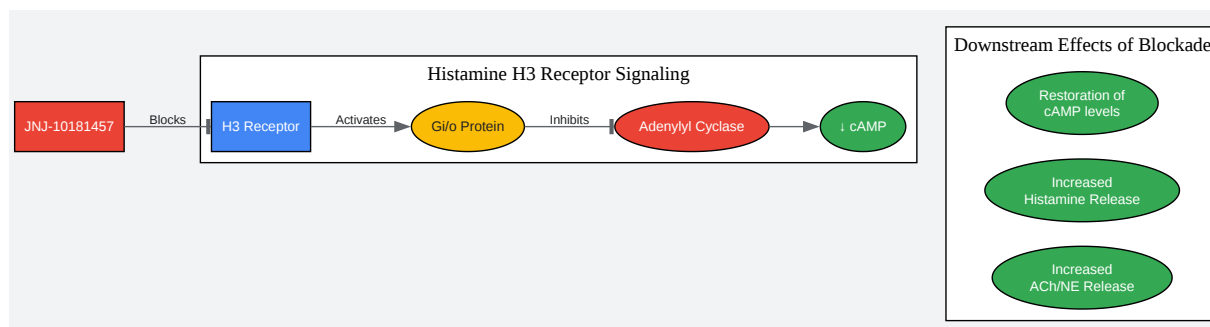 Downstream Effects of Blockade
Histamine H3 Receptor Signaling
JNJ-10181457
Blocks
H3 Receptor
Activates
Gi/o Protein
Inhibits
Adenylyl Cyclase
↓ cAMP
Restoration of
cAMP levels
Increased
Histamine Release
Increased
ACh/NE Release